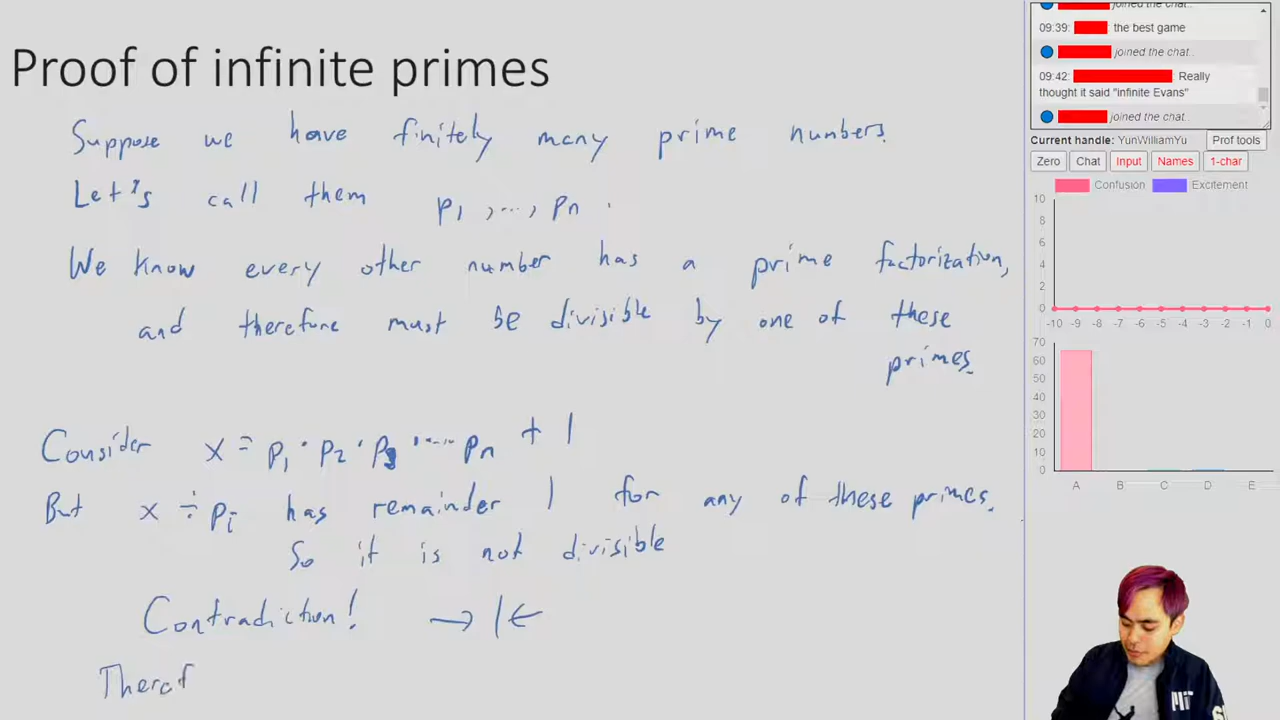 Proof of infinite primes
Suppose we have finitely many prime numbers.
Let's call them p1, ..., pn.
We know every other number has a prime factorization,
and therefore must be divisible by one of these
primes.
Consider x = p1 · p2 · p3 ····· pn + 1
But x ÷ pi has remainder 1 for any of these primes.
So it is not divisible
Contradiction! → | ←
Therof
joined the chat..
09:39: the best game
joined the chat..
09:42: Really
thought it said "infinite Evans"
joined the chat..
Current handle: YunWilliamYu Prof tools
Zero Chat Input Names 1-char
Confusion Excitement
10
8
6
4
2
0
-10 -9 -8 -7 -6 -5 -4 -3 -2 -1 0
70
60
50
40
30
20
10
0
A B C D E
MIT